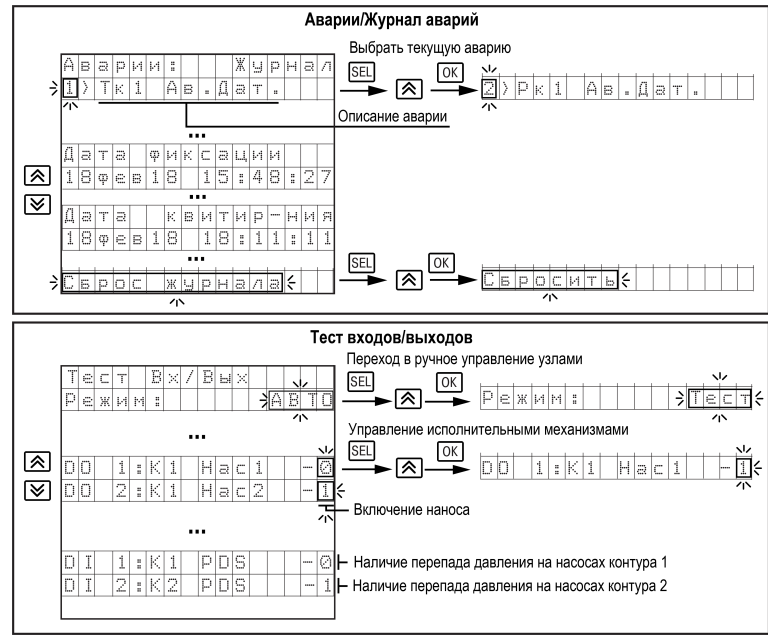 Аварии/Журнал аварий
Выбрать текущую аварию
Аварии: Журнал
SEL OK
1)Тк1 Ав.Дат.
2)Рк1 Ав.Дат.
Описание аварии
...
Дата фиксации
18фев18 15:48:27
...
Дата квитир-ния
18фев18 18:11:11
...
SEL OK
Сброс журнала
Сбросить
Тест входов/выходов
Переход в ручное управление узлами
Тест Вх/Вых
SEL OK
Режим: АВТО
Режим: Тест
...
Управление исполнительными механизмами
SEL OK
DO 1:К1 Нас1 -0
DO 1:К1 Нас1 -1
DO 2:К1 Нас2 -1
Включение наноса
...
DI 1:К1 PDS -0
Наличие перепада давления на насосах контура 1
DI 2:К2 PDS -1
Наличие перепада давления на насосах контура 2